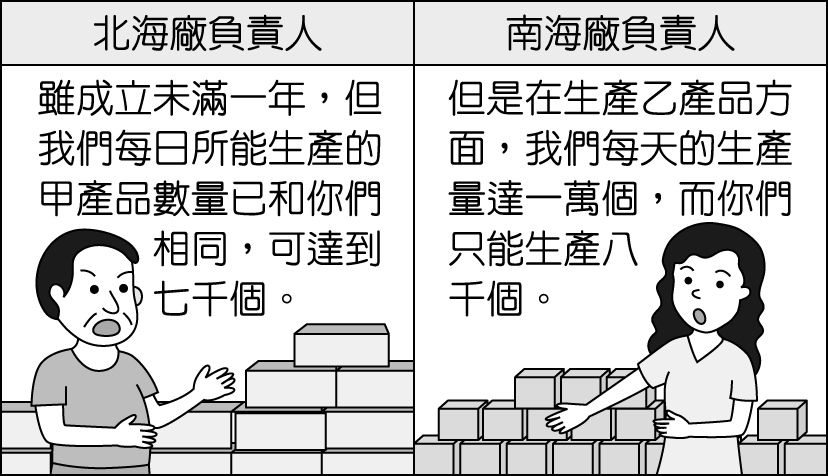 北海廠負責人
雖成立未滿一年，但
我們每日所能生產的
甲產品數量已和你們
相同，可達到
七千個。
南海廠負責人
但是在生產乙產品方
面，我們每天的生產
量達一萬個，而你們
只能生產八
千個。